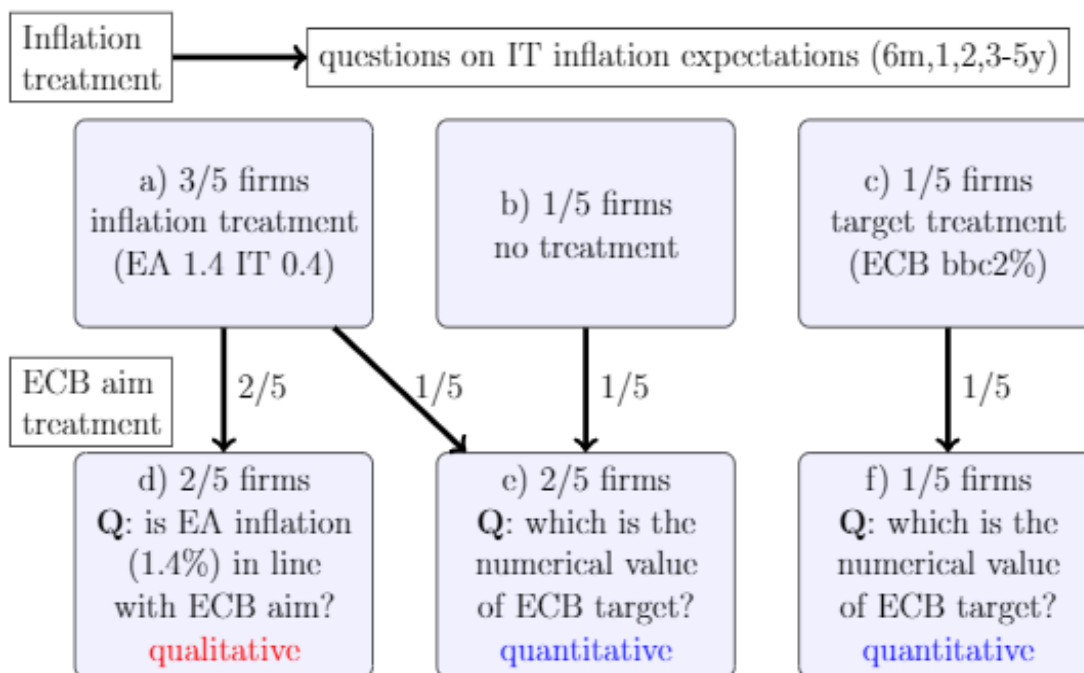 Inflation
treatment
questions on IT inflation expectations (6m,1,2,3-5y)
a) 3/5 firms
inflation treatment
(EA 1.4 IT 0.4)
b) 1/5 firms
no treatment
c) 1/5 firms
target treatment
(ECB bbc2%)
ECB aim
treatment
2/5
1/5
1/5
1/5
d) 2/5 firms
Q: is EA inflation
(1.4%) in line
with ECB aim?
qualitative
e) 2/5 firms
Q: which is the
numerical value
of ECB target?
quantitative
f) 1/5 firms
Q: which is the
numerical value
of ECB target?
quantitative